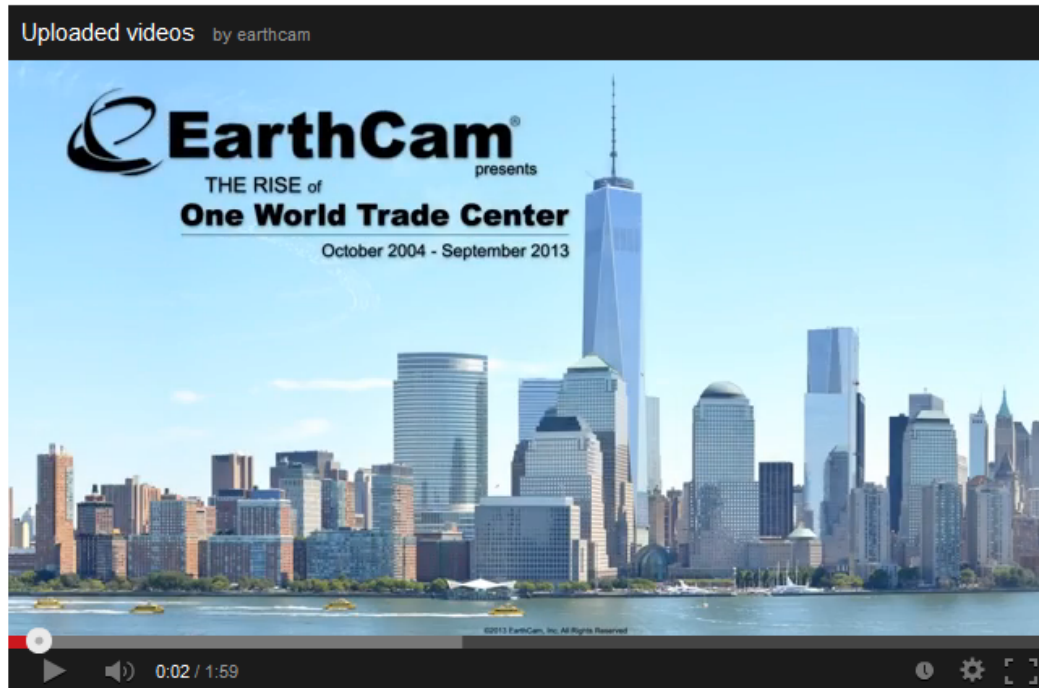 Uploaded videos by earthcam
EarthCam®
presents
THE RISE of
One World Trade Center
October 2004 - September 2013
©2013 EarthCam, Inc. All Rights Reserved
0:02 / 1:59